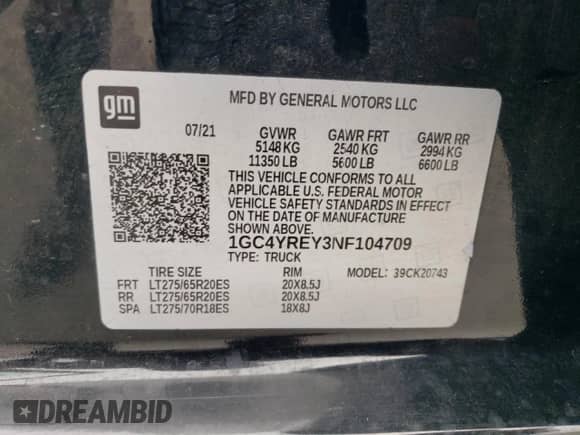 gm
MFD BY GENERAL MOTORS LLC
07/21 GVWR GAWR FRT GAWR RR
5148 KG 2540 KG 2994 KG
11350 LB 5600 LB 6600 LB
THIS VEHICLE CONFORMS TO ALL
APPLICABLE U.S. FEDERAL MOTOR
VEHICLE SAFETY STANDARDS IN EFFECT
ON THE DATE OF MANUFACTURE
SHOWN ABOVE.
1GC4YREY3NF104709
TYPE: TRUCK
TIRE SIZE RIM MODEL: 39CK20743
FRT LT275/65R20ES 20X8.5J
RR LT275/65R20ES 20X8.5J
SPA LT275/70R18ES 18X8J
DREAMBID